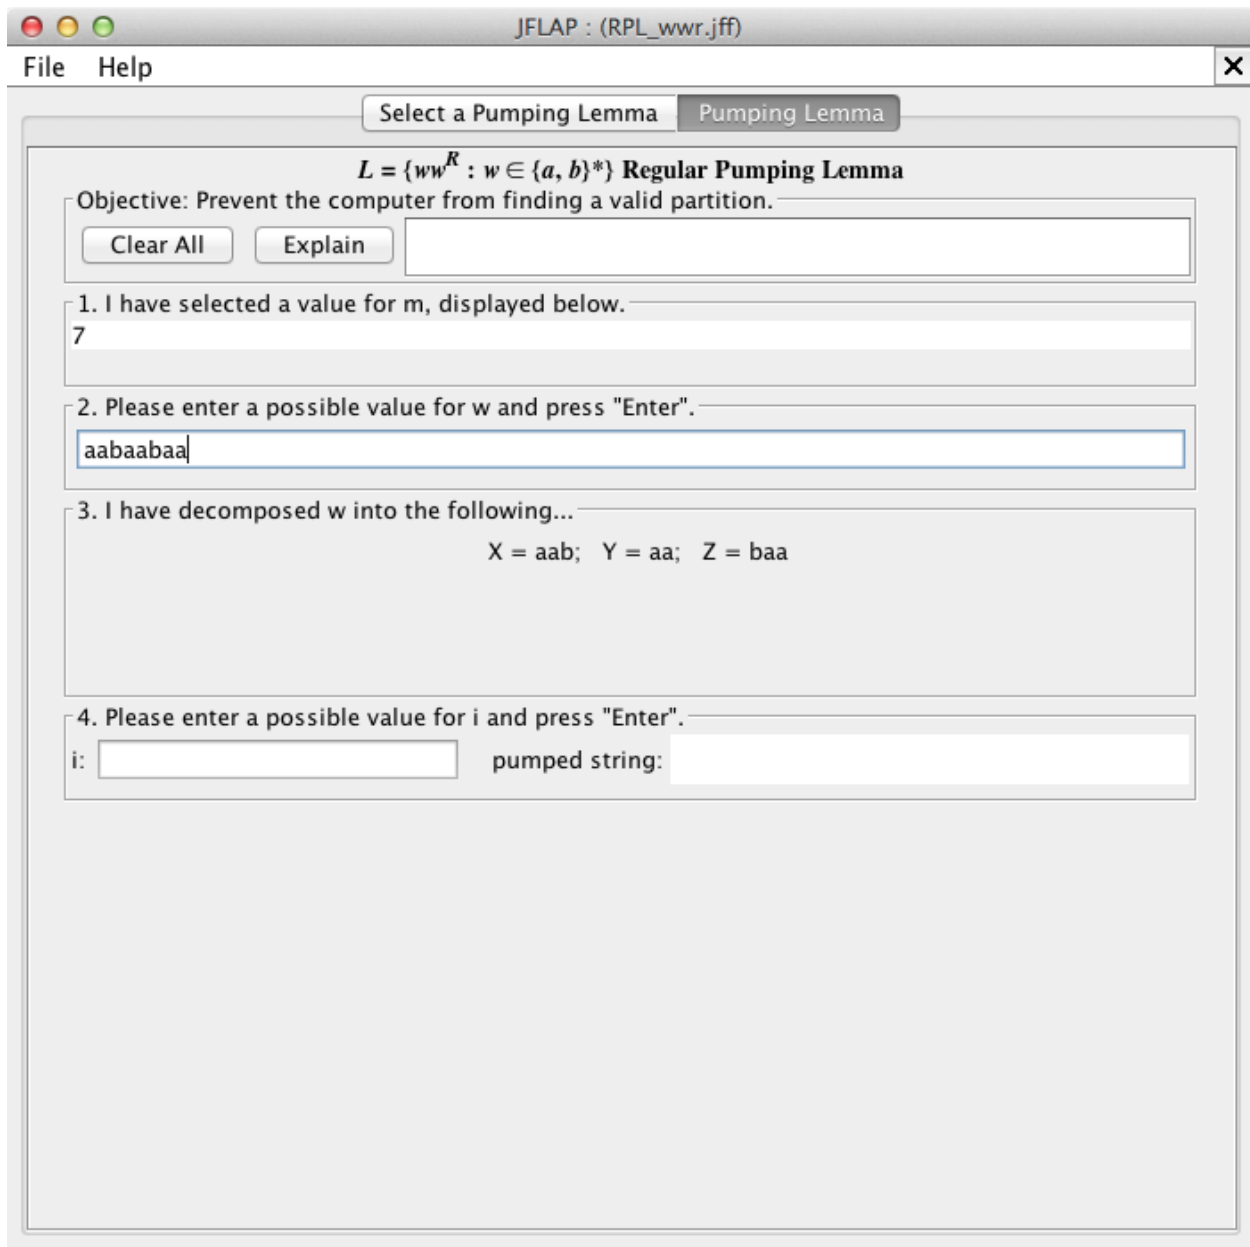 JFLAP : (RPL_wwr.jff)
File Help
Select a Pumping Lemma Pumping Lemma
L = {ww^R : w ∈ {a, b}*} Regular Pumping Lemma
Objective: Prevent the computer from finding a valid partition.
Clear All Explain
1. I have selected a value for m, displayed below.
7
2. Please enter a possible value for w and press "Enter".
aabaabaa
3. I have decomposed w into the following...
X = aab; Y = aa; Z = baa
4. Please enter a possible value for i and press "Enter".
i: pumped string: